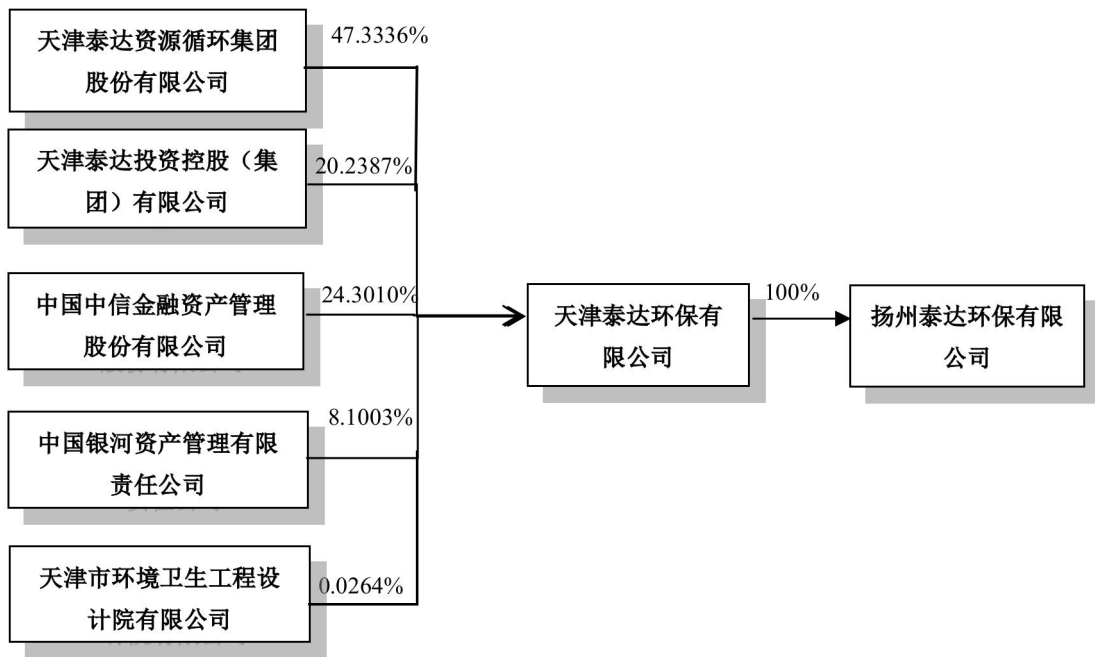 天津泰达资源循环集团
股份有限公司
47.3336%
天津泰达投资控股（集
团）有限公司
20.2387%
中国中信金融资产管理
股份有限公司
24.3010%
中国银河资产管理有限
责任公司
8.1003%
天津市环境卫生工程设
计院有限公司
0.0264%
天津泰达环保有
限公司
100%
扬州泰达环保有限
公司